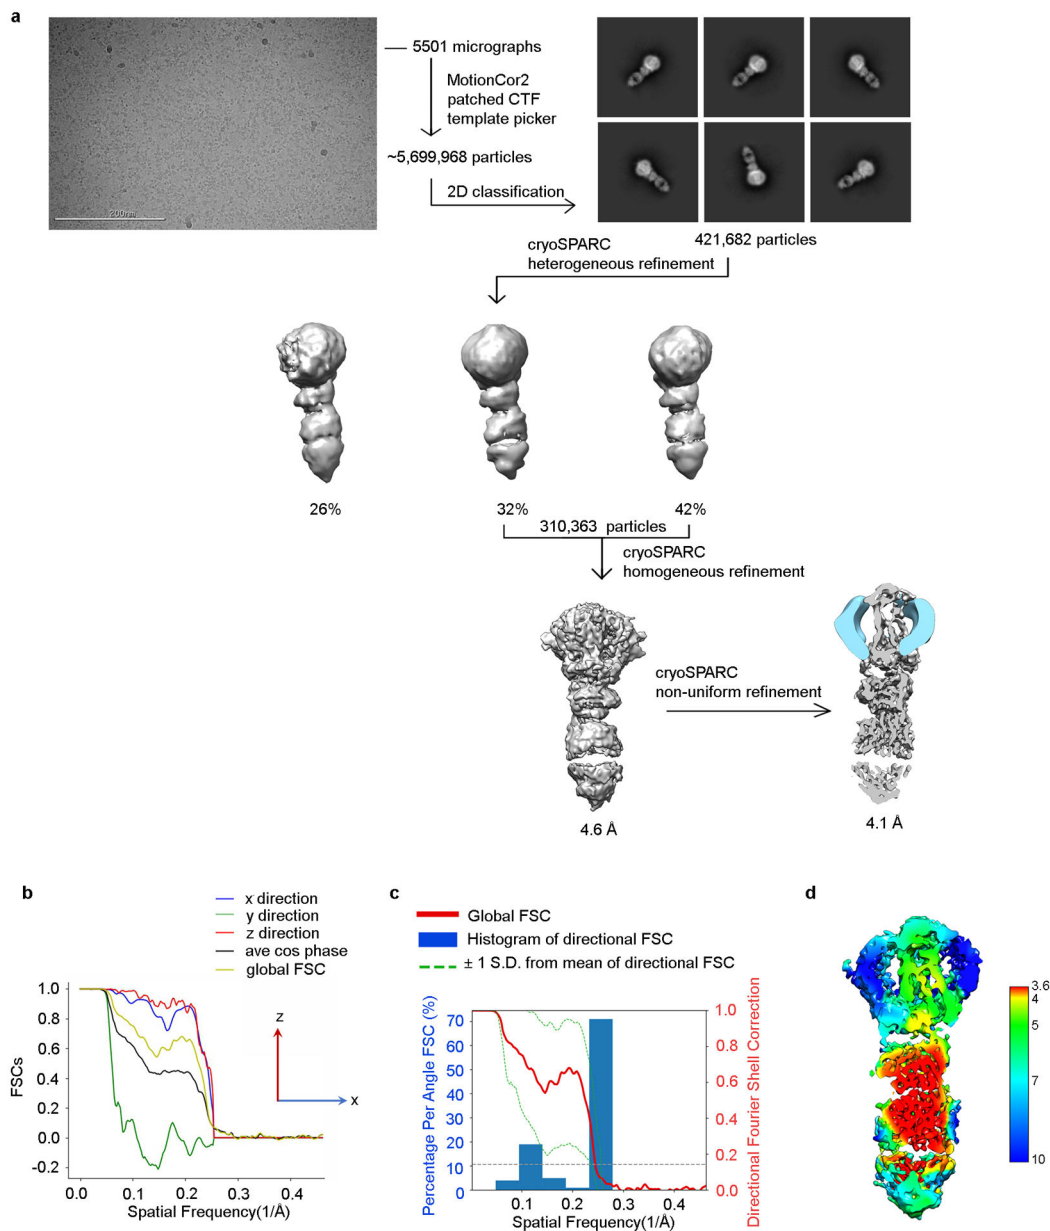 a
5501 micrographs
MotionCor2
patched CTF
template picker
~5,699,968 particles
2D classification
200nm
421,682 particles
cryoSPARC
heterogeneous refinement
26%
32%
42%
310,363 particles
cryoSPARC
homogeneous refinement
cryoSPARC
non-uniform refinement
4.6 Å
4.1 Å
b
x direction
y direction
z direction
ave cos phase
global FSC
1.0
0.8
0.6
0.4
0.2
0.0
-0.2
FSCs
z
x
0.0 0.1 0.2 0.3 0.4
Spatial Frequency(1/Å)
c
Global FSC
Histogram of directional FSC
± 1 S.D. from mean of directional FSC
Percentage Per Angle FSC (%)
70
60
50
40
30
20
10
0
1.0
0.8
0.6
0.4
0.2
0.0
Directional Fourier Shell Correction
0.1 0.2 0.3 0.4
Spatial Frequency (1/Å)
d
3.6
4
5
7
10